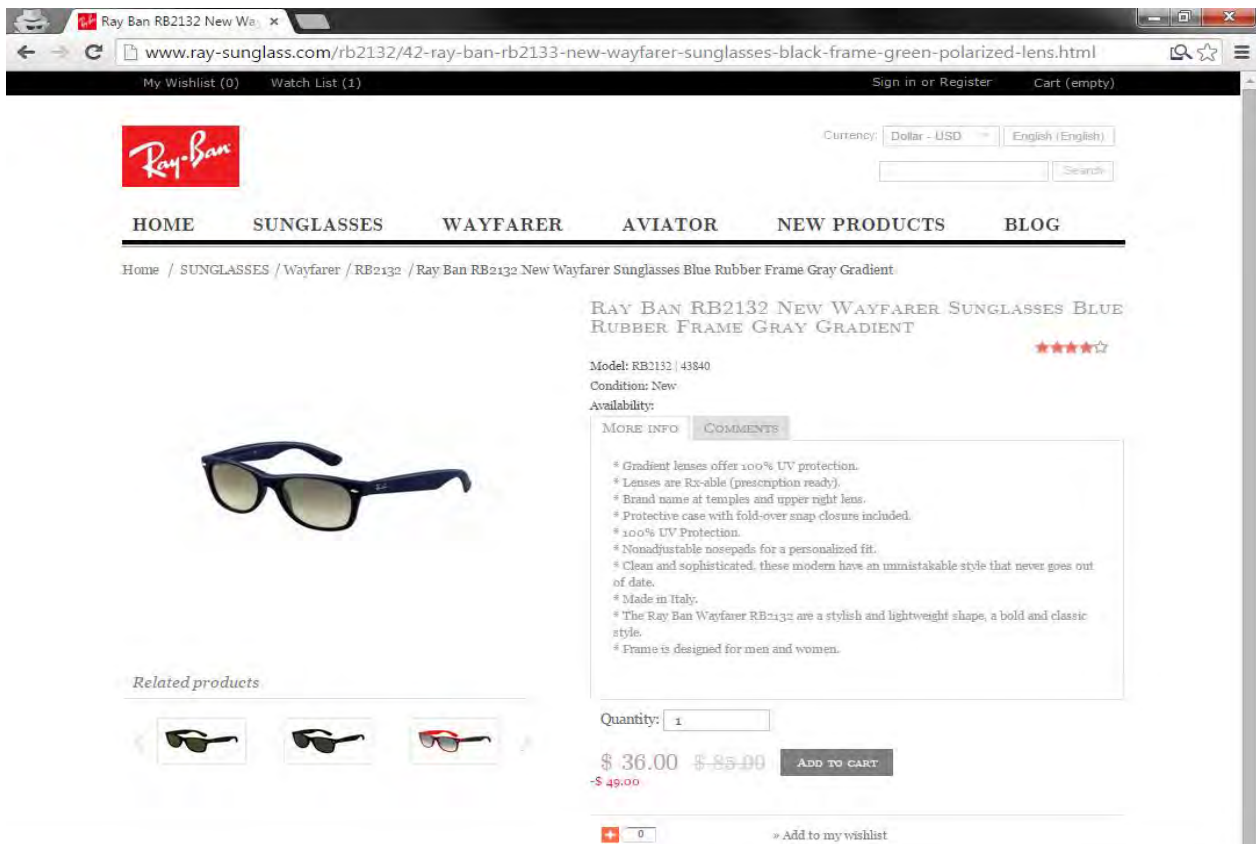 Ray Ban RB2132 New Wa
www.ray-sunglass.com/rb2132/42-ray-ban-rb2133-new-wayfarer-sunglasses-black-frame-green-polarized-lens.html
My Wishlist (0) Watch List (1) Sign in or Register Cart (empty)
Ray-Ban
Currency: Dollar - USD English (English)
Search
HOME SUNGLASSES WAYFARER AVIATOR NEW PRODUCTS BLOG
Home / SUNGLASSES / Wayfarer / RB2132 / Ray Ban RB2132 New Wayfarer Sunglasses Blue Rubber Frame Gray Gradient
Ray Ban RB2132 New Wayfarer Sunglasses Blue
Rubber Frame Gray Gradient
Model: RB2132 | 43840
Condition: New
Availability:
More info Comments
* Gradient lenses offer 100% UV protection.
* Lenses are Rx-able (prescription ready).
* Brand name at temples and upper right lens.
* Protective case with fold-over snap closure included.
* 100% UV Protection.
* Nonadjustable nosepads for a personalized fit.
* Clean and sophisticated, these modern have an unmistakable style that never goes out
of date.
* Made in Italy.
* The Ray Ban Wayfarer RB2132 are a stylish and lightweight shape, a bold and classic
style.
* Frame is designed for men and women.
Related products
Quantity: 1
$ 36.00 $ 85.00 Add to cart
-$ 49.00
0 » Add to my wishlist